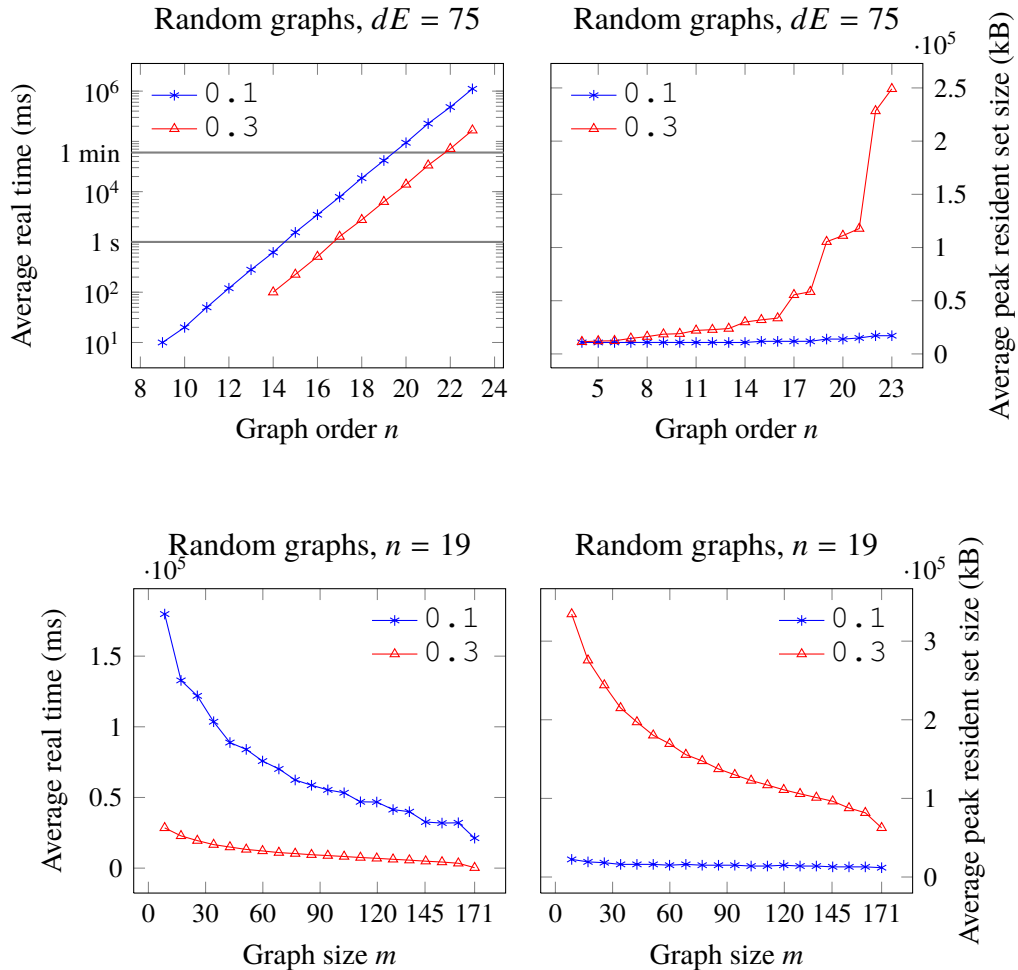 Random graphs, dE = 75
Average real time (ms)
10^6
1 min
10^4
1 s
10^2
10^1
0.1
0.3
8 10 12 14 16 18 20 22 24
Graph order n
Random graphs, dE = 75
·10^5
0.1
0.3
2.5
2
1
0.5
0
Average peak resident set size (kB)
5 8 11 14 17 20 23
Graph order n
Random graphs, n = 19
·10^5
Average real time (ms)
1.5
1
0.5
0
0.1
0.3
0 30 60 90 120 145 171
Graph size m
Random graphs, n = 19
·10^5
0.1
0.3
3
2
1
0
Average peak resident set size (kB)
0 30 60 90 120 145 171
Graph size m